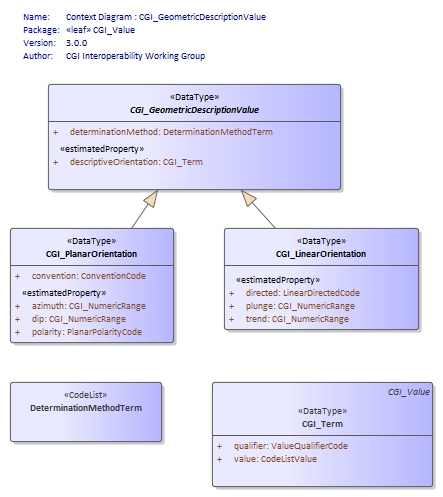 Name: Context Diagram : CGI_GeometricDescriptionValue
Package: «leaf» CGI_Value
Version: 3.0.0
Author: CGI Interoperability Working Group
«DataType»
CGI_GeometricDescriptionValue
+ determinationMethod: DeterminationMethodTerm
«estimatedProperty»
+ descriptiveOrientation: CGI_Term
«DataType»
CGI_PlanarOrientation
+ convention: ConventionCode
«estimatedProperty»
+ azimuth: CGI_NumericRange
+ dip: CGI_NumericRange
+ polarity: PlanarPolarityCode
«DataType»
CGI_LinearOrientation
«estimatedProperty»
+ directed: LinearDirectedCode
+ plunge: CGI_NumericRange
+ trend: CGI_NumericRange
«CodeList»
DeterminationMethodTerm
CGI_Value
«DataType»
CGI_Term
+ qualifier: ValueQualifierCode
+ value: CodeListValue